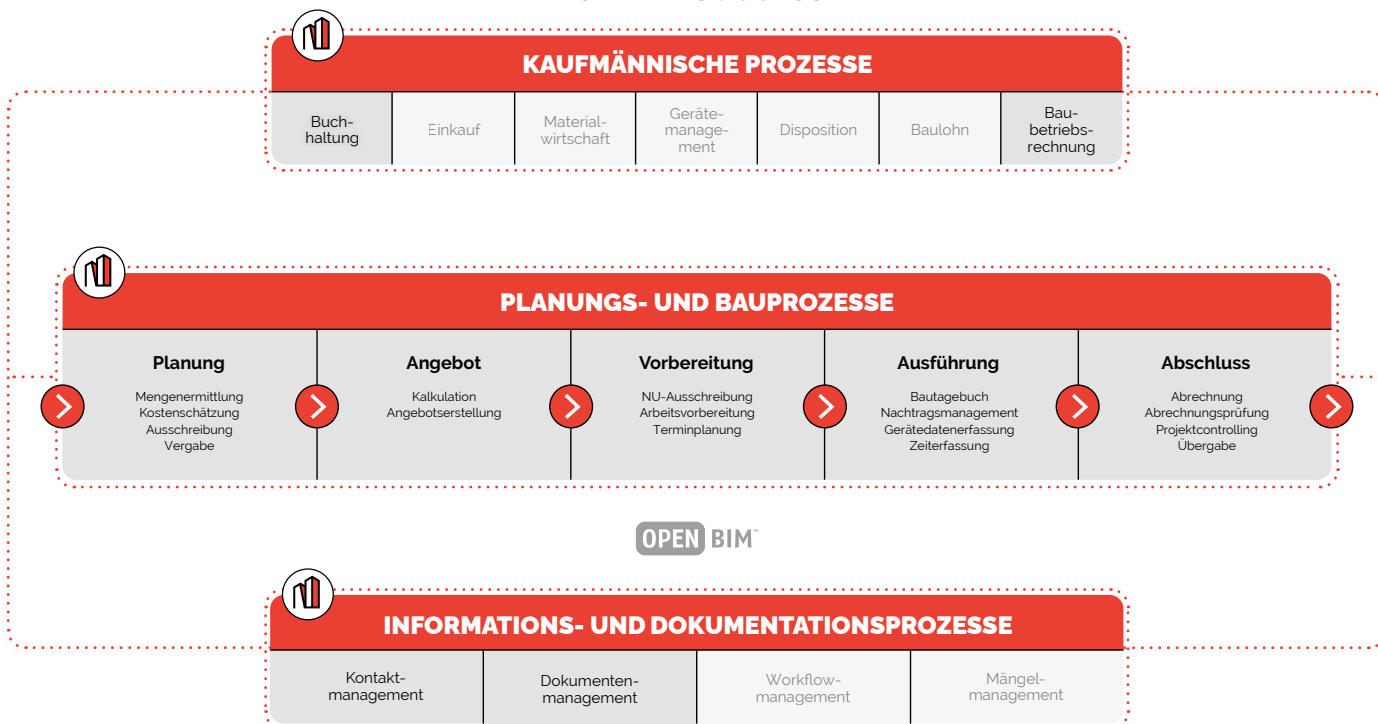 KAUFMÄNNISCHE PROZESSE
Buch-
haltung
Einkauf
Material-
wirtschaft
Geräte-
manage-
ment
Disposition
Baulohn
Bau-
betriebs-
rechnung
PLANUNGS- UND BAUPROZESSE
Planung
Mengenermittlung
Kostenschätzung
Ausschreibung
Vergabe
Angebot
Kalkulation
Angebotserstellung
Vorbereitung
NU-Ausschreibung
Arbeitsvorbereitung
Terminplanung
Ausführung
Bautagebuch
Nachtragsmanagement
Gerätedatenerfassung
Zeiterfassung
Abschluss
Abrechnung
Abrechnungsprüfung
Projektcontrolling
Übergabe
OPEN BIM™
INFORMATIONS- UND DOKUMENTATIONSPROZESSE
Kontakt-
management
Dokumenten-
management
Workflow-
management
Mängel-
management